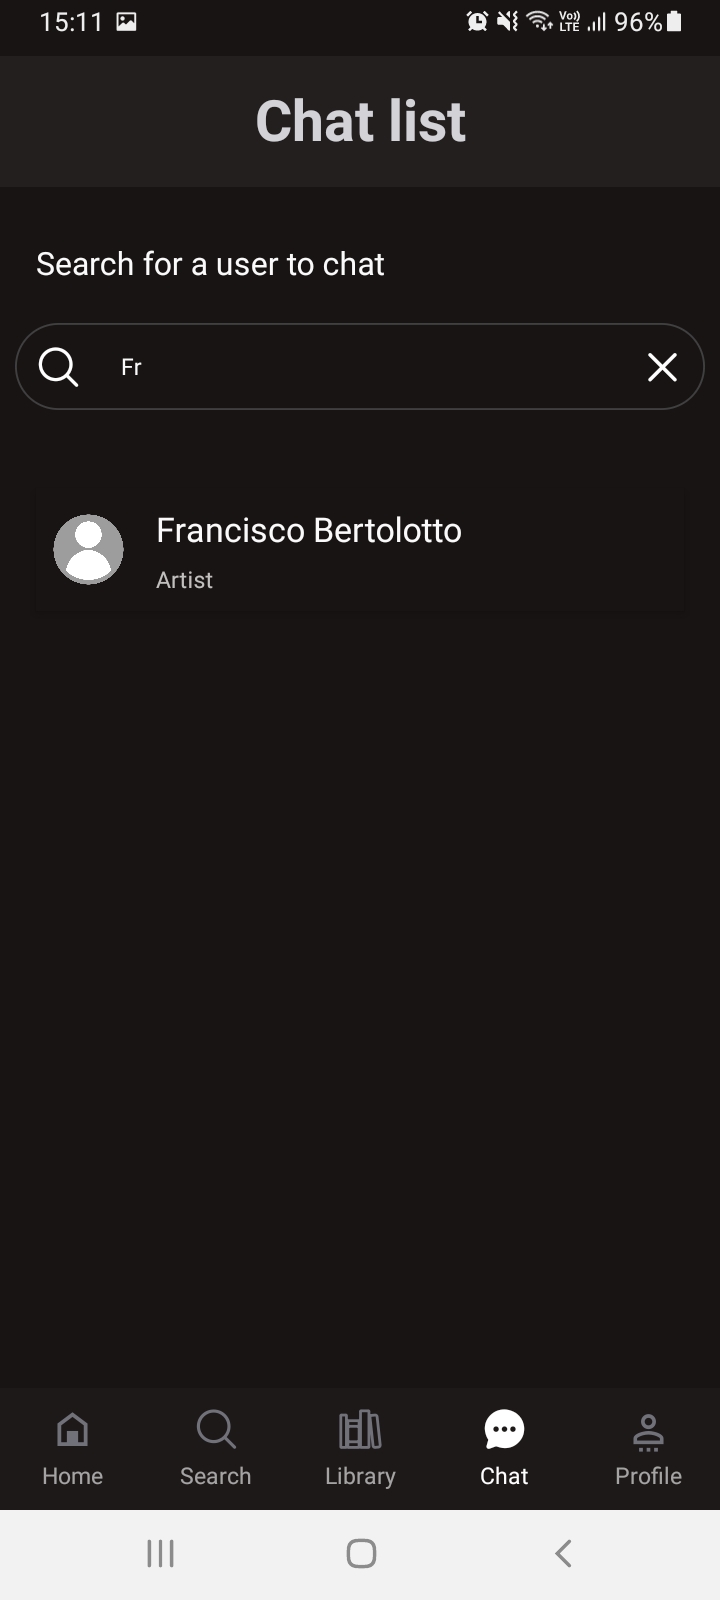 15:11 Vo)) LTE 96%
Chat list
Search for a user to chat
Fr
Francisco Bertolotto
Artist
Home Search Library Chat Profile